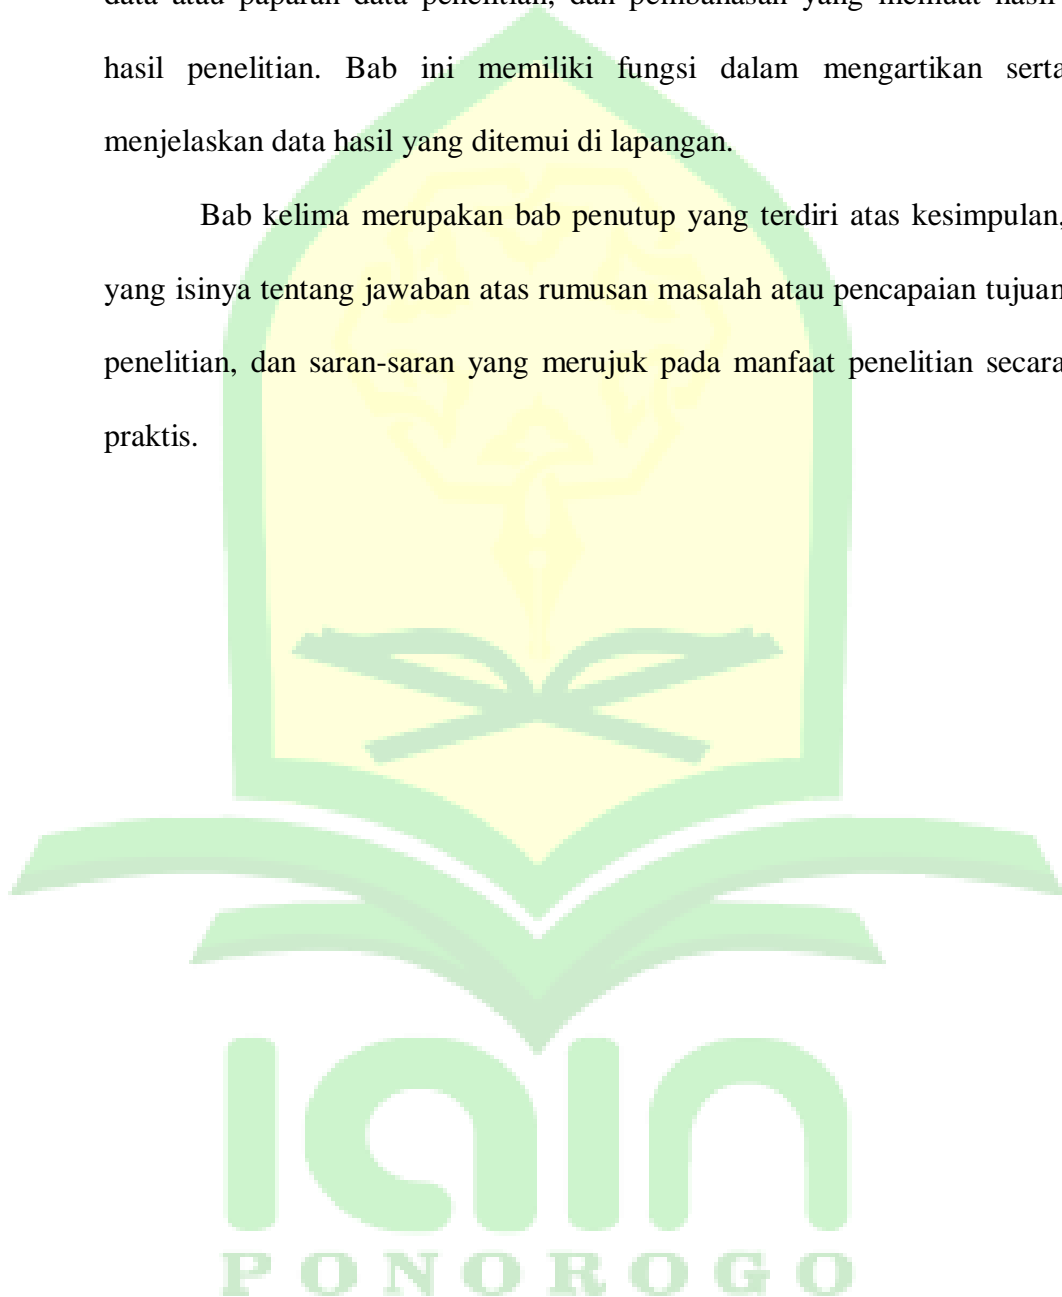 data atau paparan data penelitian, dan pembahasan yang memuat hasil-
hasil penelitian. Bab ini memiliki fungsi dalam mengartikan serta
menjelaskan data hasil yang ditemui di lapangan.
Bab kelima merupakan bab penutup yang terdiri atas kesimpulan,
yang isinya tentang jawaban atas rumusan masalah atau pencapaian tujuan
penelitian, dan saran-saran yang merujuk pada manfaat penelitian secara
praktis.
iain
PONOROGO